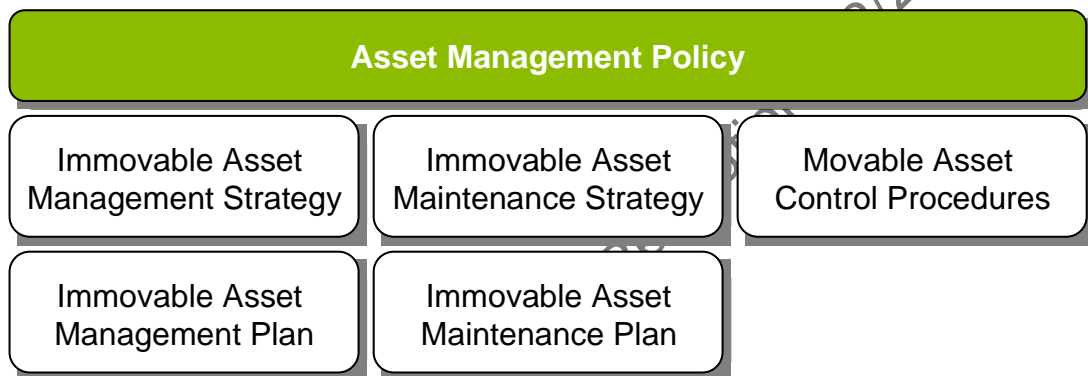 Asset Management Policy
Immovable Asset
Management Strategy
Immovable Asset
Maintenance Strategy
Movable Asset
Control Procedures
Immovable Asset
Management Plan
Immovable Asset
Maintenance Plan